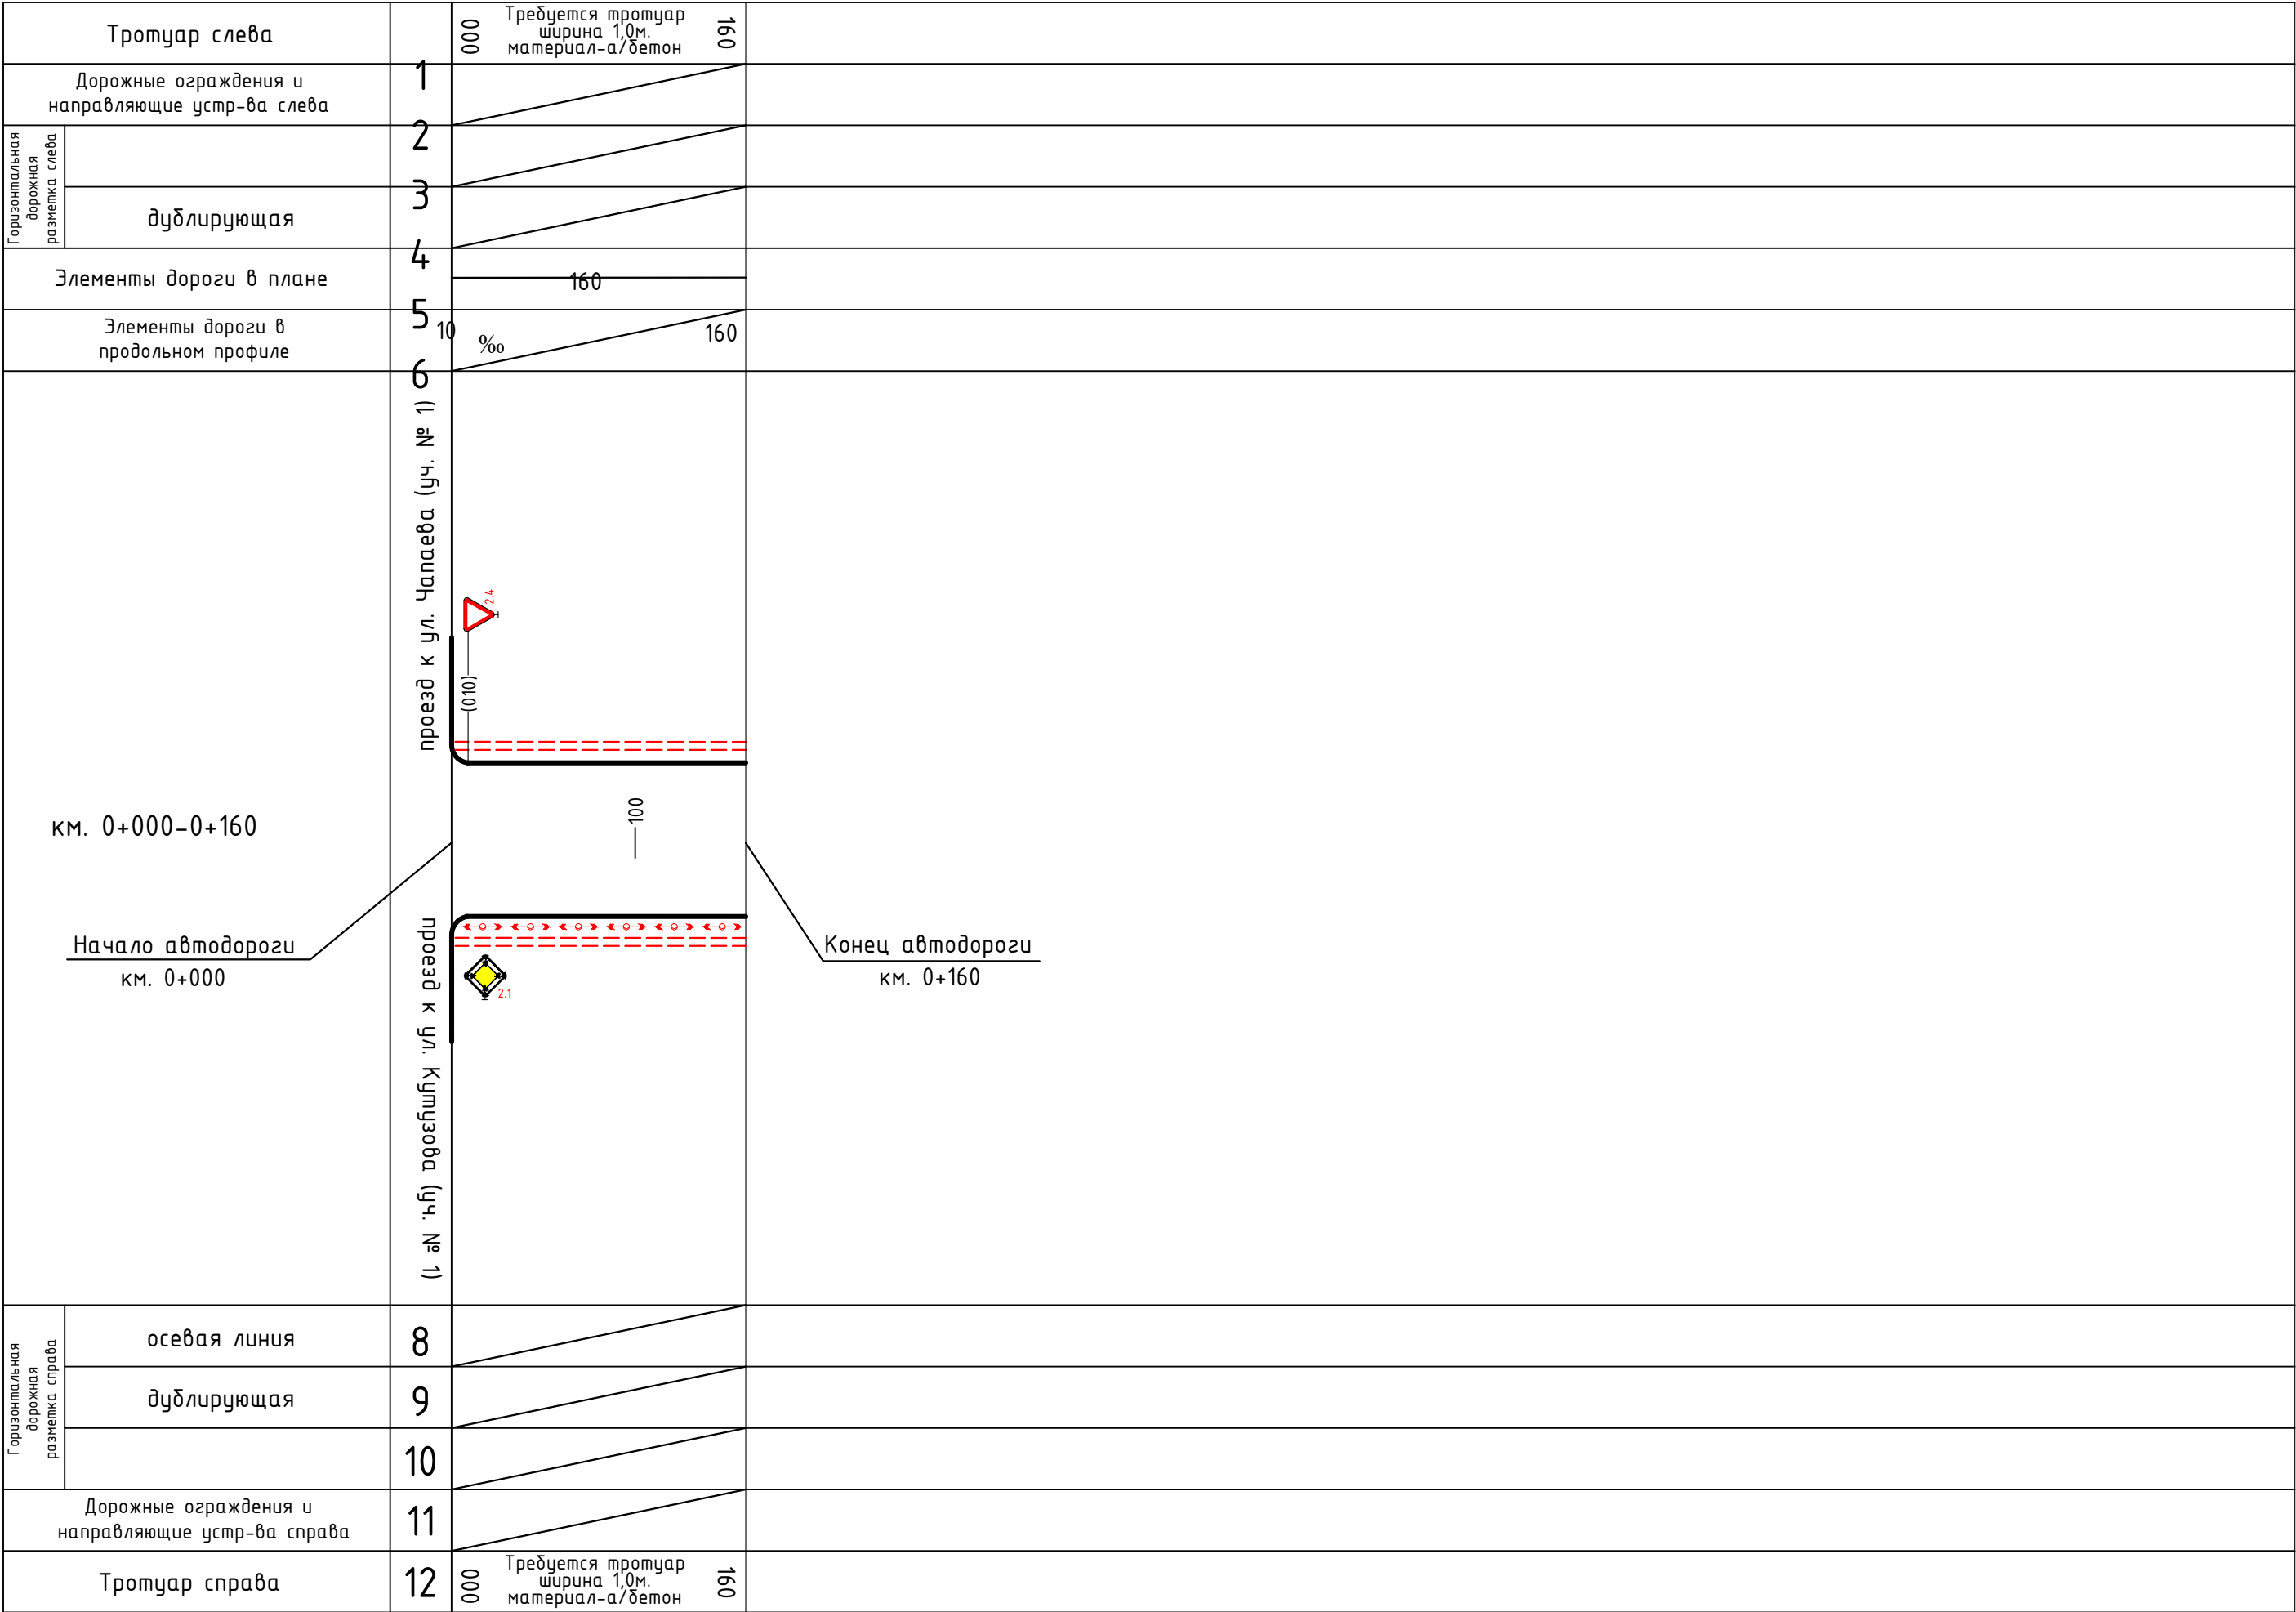 Тротуар слева
000
Требуется тротуар
ширина 1,0м.
материал-а/бетон
160
1
Дорожные ограждения и
направляющие устр-ва слева
2
Горизонтальная
дорожная
разметка слева
3
дублирующая
4
Элементы дороги в плане
160
5
Элементы дороги в
продольном профиле
10
‰
160
6
проезд к ул. Чапаева (уч. № 1)
2.4
(010)
100
км. 0+000-0+160
Начало автодороги
км. 0+000
Конец автодороги
км. 0+160
2.1
проезд к ул. Кутузова (уч. № 1)
Горизонтальная
дорожная
разметка справа
осевая линия
8
дублирующая
9
10
Дорожные ограждения и
направляющие устр-ва справа
11
Тротуар справа
12
000
Требуется тротуар
ширина 1,0м.
материал-а/бетон
160